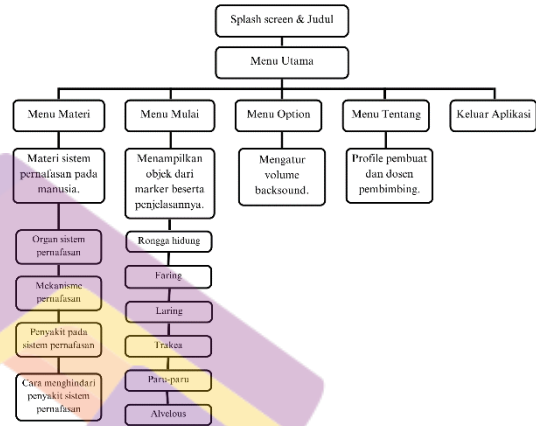 Splash screen & Judul
Menu Utama
Menu Materi
Menu Mulai
Menu Option
Menu Tentang
Keluar Aplikasi
Materi sistem
pernafasan pada
manusia.
Menampilkan
objek dari
marker beserta
penjelasannya.
Mengatur
volume
backsound.
Profile pembuat
dan dosen
pembimbing.
Organ sistem
pernafasan
Mekanisme
pernafasan
Penyakit pada
sistem pernafasan
Cara menghindari
penyakit sistem
pernafasan
Rongga hidung
Faring
Laring
Trakea
Paru-paru
Alvelous